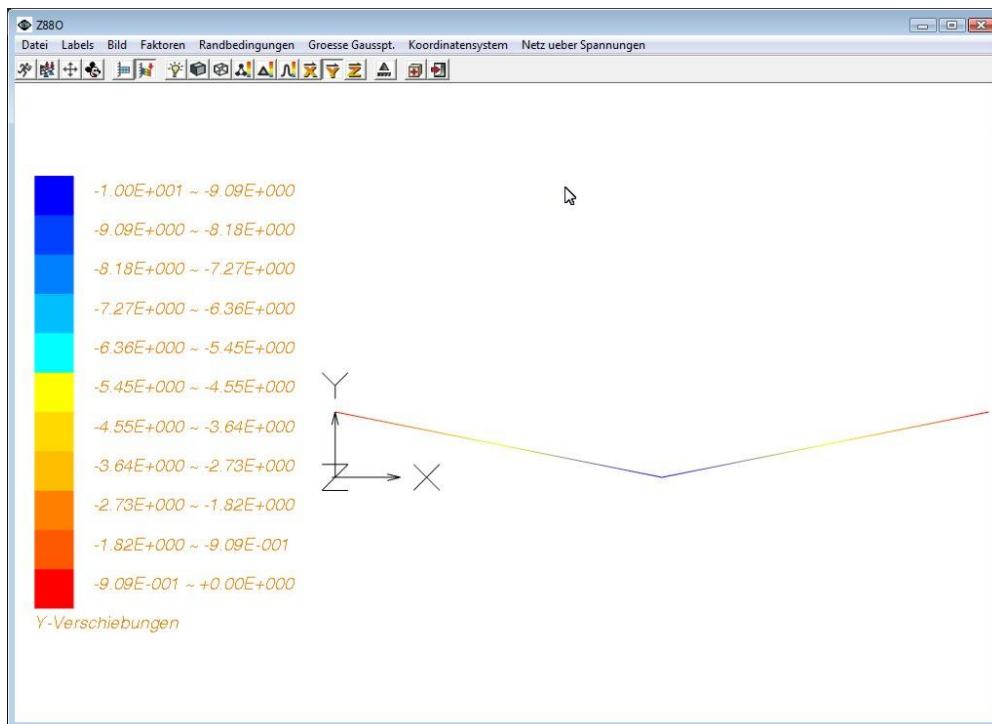 Z88O
Datei Labels Bild Faktoren Randbedingungen Groesse Gausspt. Koordinatensystem Netz ueber Spannungen
X Y Z
-1.00E+001 ~ -9.09E+000
-9.09E+000 ~ -8.18E+000
-8.18E+000 ~ -7.27E+000
-7.27E+000 ~ -6.36E+000
-6.36E+000 ~ -5.45E+000
-5.45E+000 ~ -4.55E+000
-4.55E+000 ~ -3.64E+000
-3.64E+000 ~ -2.73E+000
-2.73E+000 ~ -1.82E+000
-1.82E+000 ~ -9.09E-001
-9.09E-001 ~ +0.00E+000
Y-Verschiebungen
Y
Z X